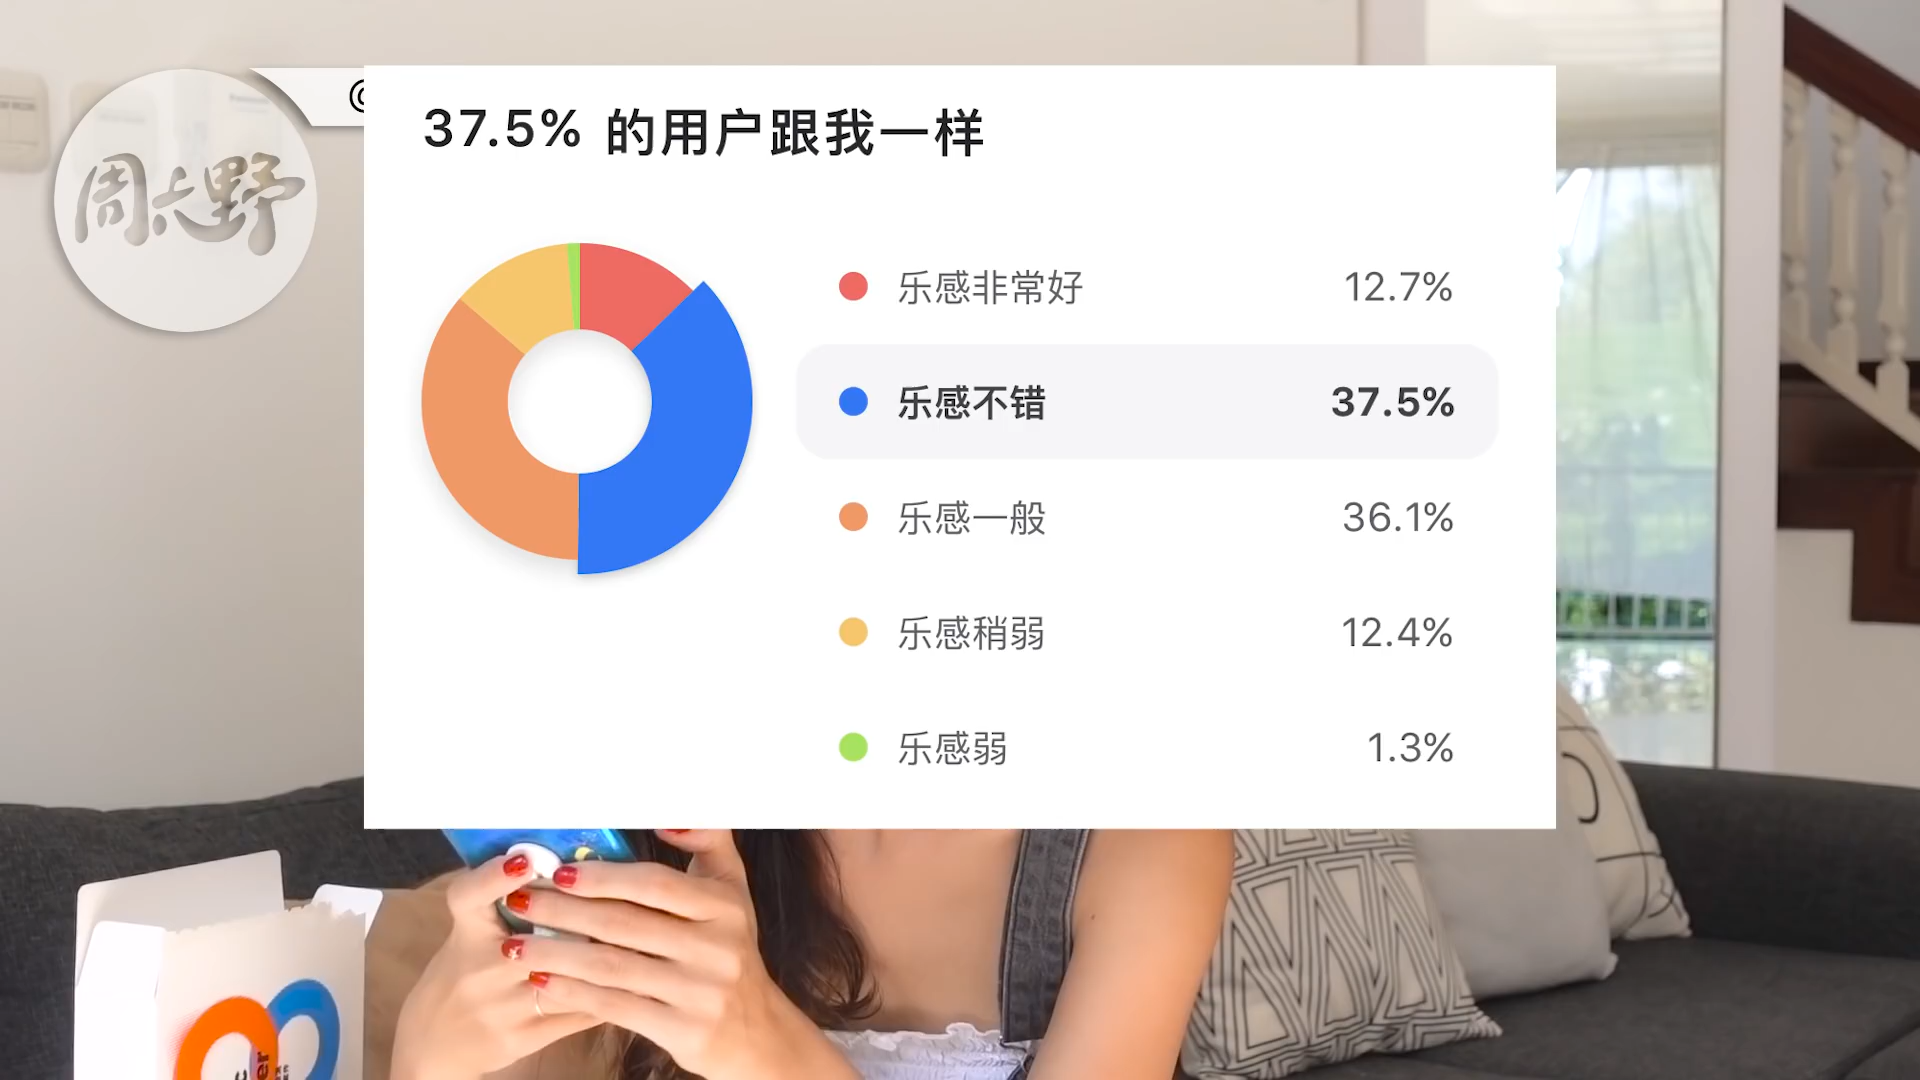 周六野
@
37.5% 的用户跟我一样
乐感非常好 12.7%
乐感不错 37.5%
乐感一般 36.1%
乐感稍弱 12.4%
乐感弱 1.3%